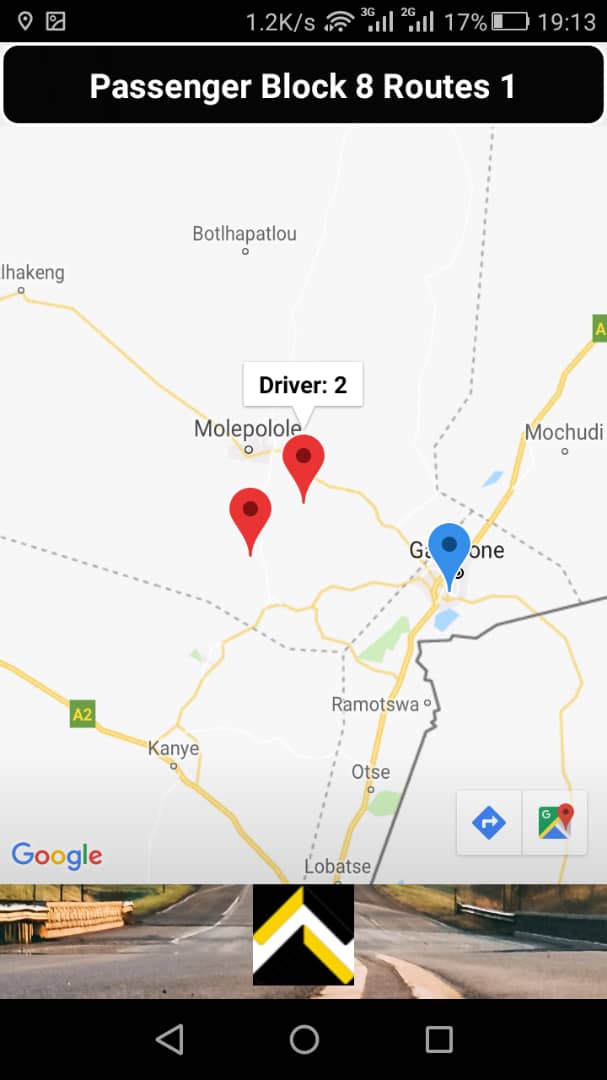 1.2K/s 3G 2G 17% 19:13
Passenger Block 8 Routes 1
Botlhapatlou
lhakeng
A
Driver: 2
Molepolole
Mochudi
Ga one
Ramotswa
A2
Kanye
Otse
G
Google
Lobatse